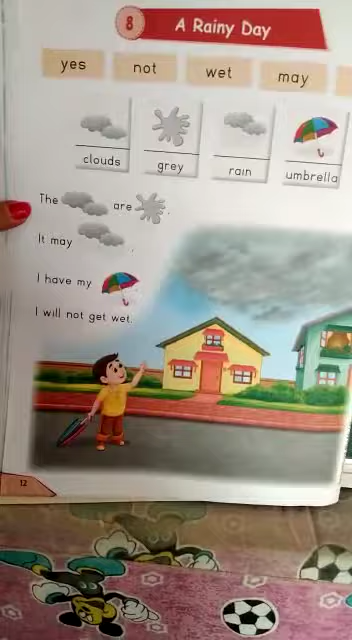 8 A Rainy Day
yes not wet may
clouds grey rain umbrella
The are .
It may .
I have my
I will not get wet.
12